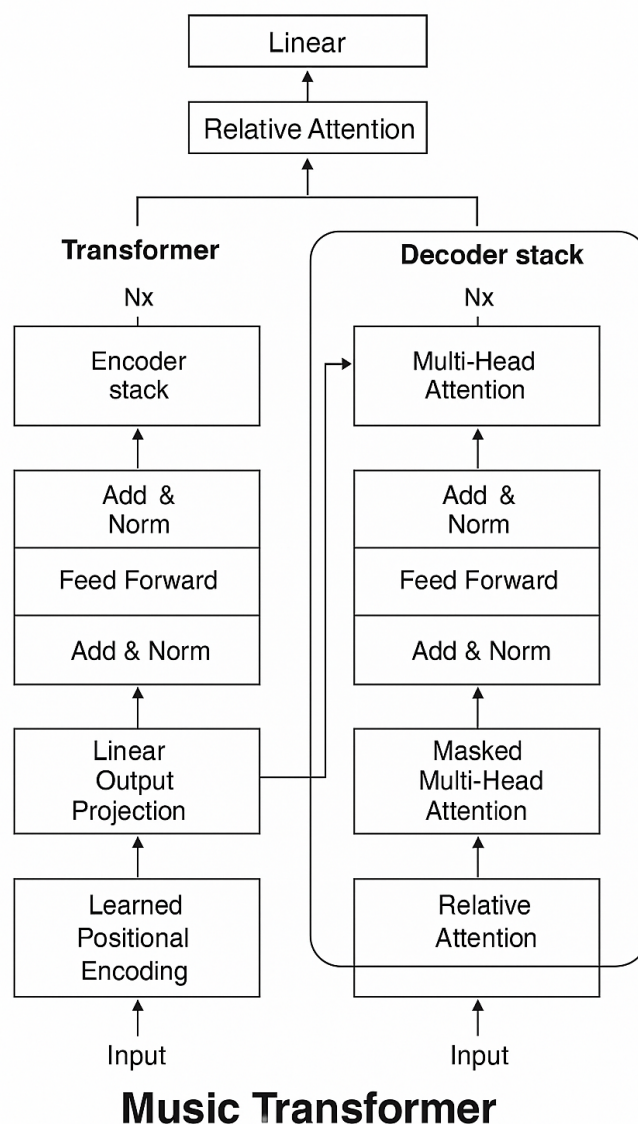 Linear
Relative Attention
Transformer
Nx
Encoder
stack
Add & 
Norm
Feed Forward
Add & Norm
Linear
Output
Projection
Learned
Positional
Encoding
Input
Decoder stack
Nx
Multi-Head
Attention
Add &
Norm
Feed Forward
Add & Norm
Masked
Multi-Head
Attention
Relative
Attention
Input
Music Transformer